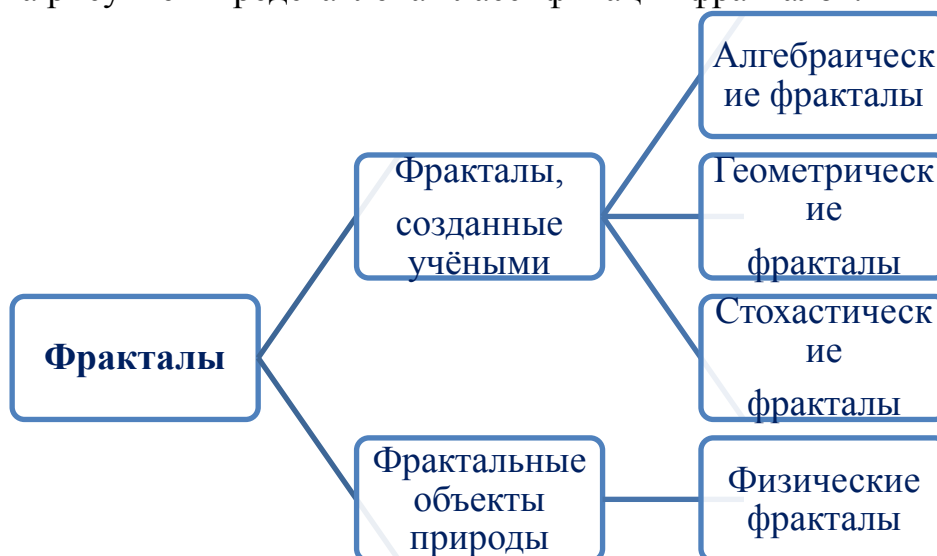 Алгебраическ
ие фракталы
Фракталы,
созданные
учёными
Геометрическ
ие
фракталы
Стохастическ
ие
фракталы
Фракталы
Фрактальные
объекты
природы
Физические
фракталы